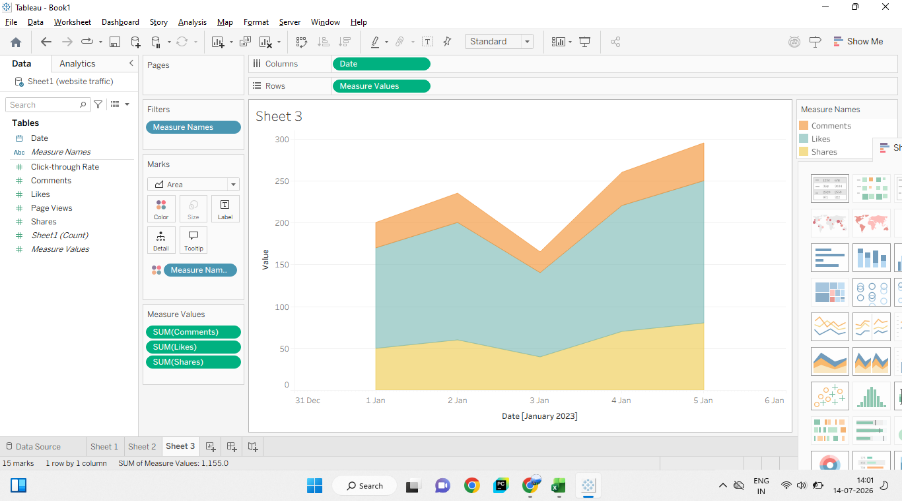 Tableau - Book1
File Data Worksheet Dashboard Story Analysis Map Format Server Window Help
Standard
Show Me
Data Analytics
Sheet1 (website traffic)
Search
Tables
Date
Abc Measure Names
Click-through Rate
Comments
Likes
Page Views
Shares
Sheet1 (Count)
Measure Values
Pages
Filters
Measure Names
Marks
Area
Color Size Label
Detail Tooltip
Measure Nam..
Measure Values
SUM(Comments)
SUM(Likes)
SUM(Shares)
Columns Date
Rows Measure Values
Sheet 3
300
250
200
150
100
50
0
Value
31 Dec 1 Jan 2 Jan 3 Jan 4 Jan 5 Jan 6 Jan
Date [January 2023]
Measure Names
Comments
Likes
Shares
Sh
Data Source Sheet 1 Sheet 2 Sheet 3
15 marks 1 row by 1 column SUM of Measure Values: 1,155.0
Search
ENG
IN
14:01
14-07-2026